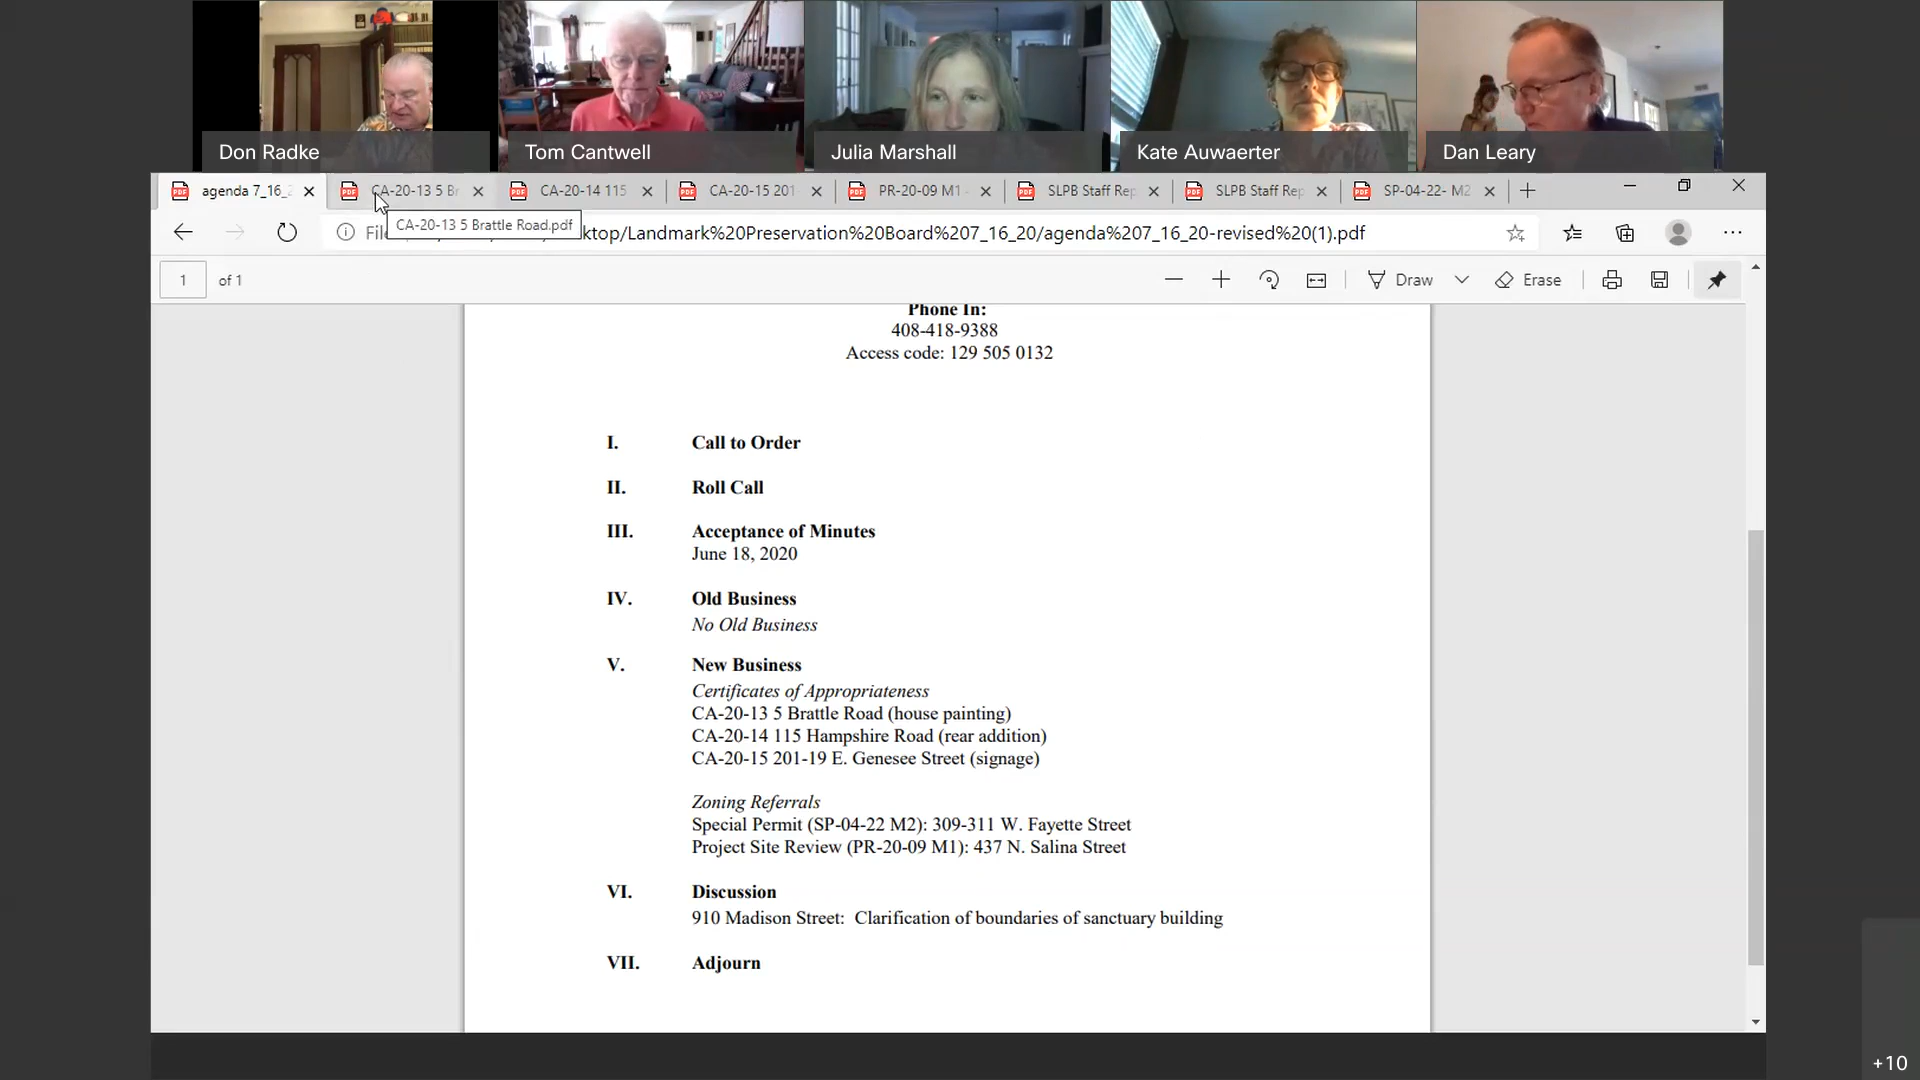 Don Radke
Tom Cantwell
Julia Marshall
Kate Auwaerter
Dan Leary
agenda 7_16_2
CA-20-13 5 Br
CA-20-14 115
CA-20-15 201-
PR-20-09 M1 -
SLPB Staff Rep
SLPB Staff Rep
SP-04-22- M2
CA-20-13 5 Brattle Road.pdf
File
ktop/Landmark%20Preservation%20Board%207_16_20/agenda%207_16_20-revised%20(1).pdf
1 of 1
Draw
Erase
Phone In:
408-418-9388
Access code: 129 505 0132
I. Call to Order
II. Roll Call
III. Acceptance of Minutes
June 18, 2020
IV. Old Business
No Old Business
V. New Business
Certificates of Appropriateness
CA-20-13 5 Brattle Road (house painting)
CA-20-14 115 Hampshire Road (rear addition)
CA-20-15 201-19 E. Genesee Street (signage)
Zoning Referrals
Special Permit (SP-04-22 M2): 309-311 W. Fayette Street
Project Site Review (PR-20-09 M1): 437 N. Salina Street
VI. Discussion
910 Madison Street: Clarification of boundaries of sanctuary building
VII. Adjourn
+10